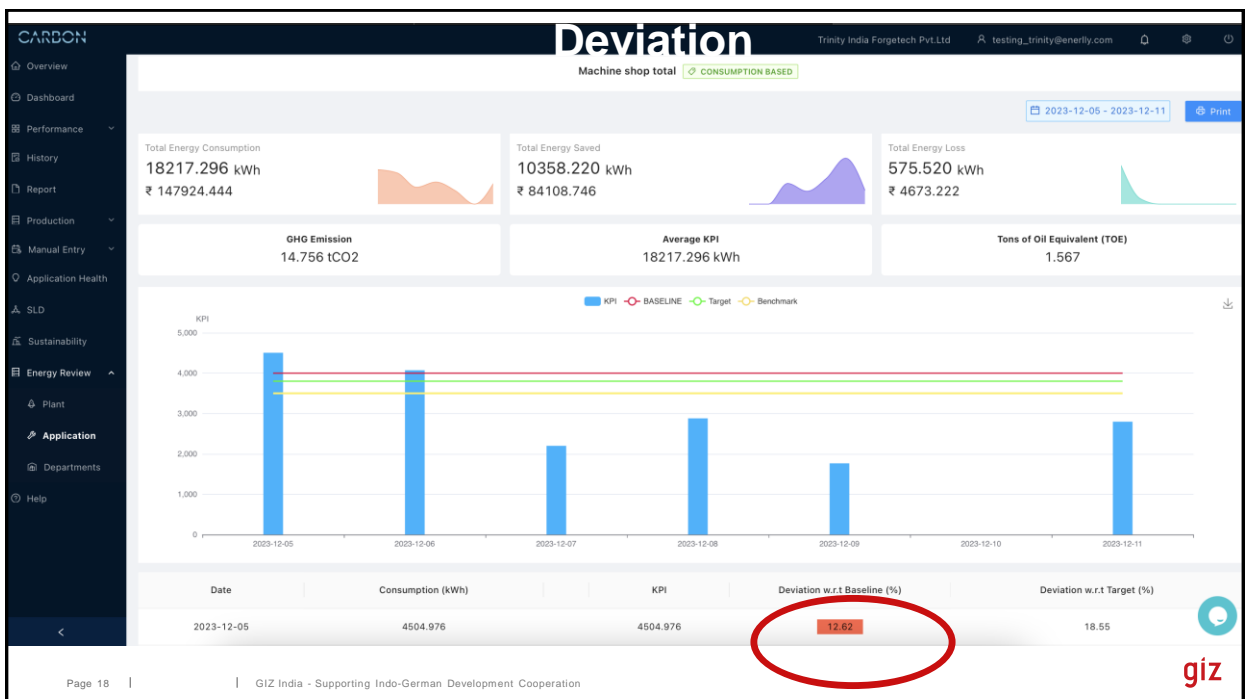 Deviation
CARBON
Trinity India Forgetech Pvt.Ltd testing_trinity@enerlly.com
Overview
Dashboard
Performance
History
Report
Production
Manual Entry
Application Health
SLD
Sustainability
Energy Review
Plant
Application
Departments
Help
<
Machine shop total CONSUMPTION BASED
2023-12-05 - 2023-12-11 Print
Total Energy Consumption
18217.296 kWh
₹ 147924.444
Total Energy Saved
10358.220 kWh
₹ 84108.746
Total Energy Loss
575.520 kWh
₹ 4673.222
GHG Emission
14.756 tCO2
Average KPI
18217.296 kWh
Tons of Oil Equivalent (TOE)
1.567
KPI BASELINE Target Benchmark
KPI
5,000
4,000
3,000
2,000
1,000
0
2023-12-05 2023-12-06 2023-12-07 2023-12-08 2023-12-09 2023-12-10 2023-12-11
Date Consumption (kWh) KPI Deviation w.r.t Baseline (%) Deviation w.r.t Target (%)
2023-12-05 4504.976 4504.976 12.62 18.55
Page 18 | | GIZ India - Supporting Indo-German Development Cooperation
giz